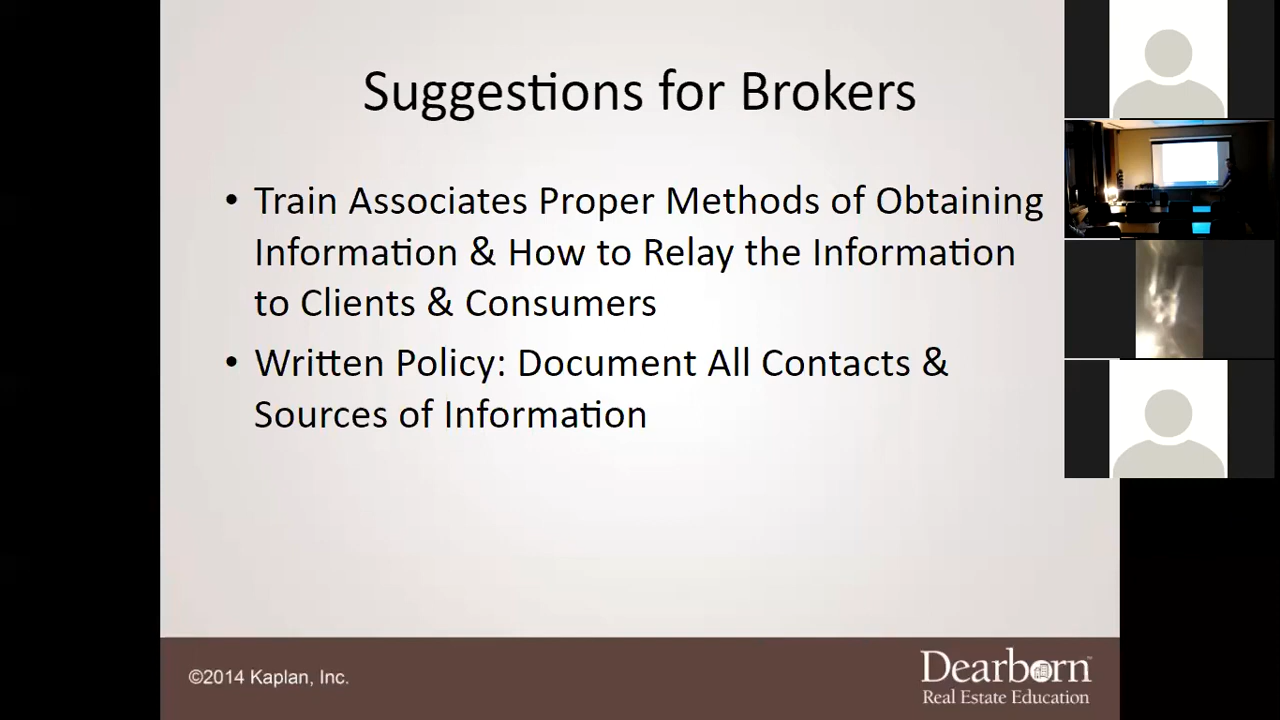 Suggestions for Brokers
• Train Associates Proper Methods of Obtaining
Information & How to Relay the Information
to Clients & Consumers
• Written Policy: Document All Contacts &
Sources of Information
©2014 Kaplan, Inc.
Dearborn™
Real Estate Education